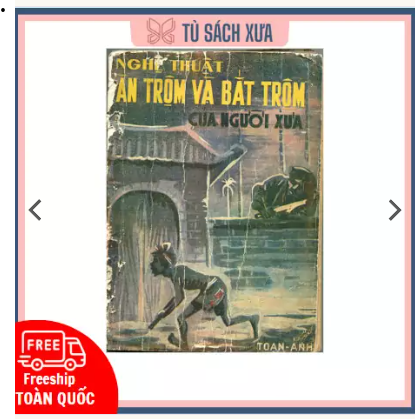 TỦ SÁCH XƯA
NGHỆ THUẬT
ĂN TRỘM VÀ BẮT TRỘM
CỦA NGƯỜI XƯA
TOAN-ÁNH
FREE
Freeship
TOÀN QUỐC